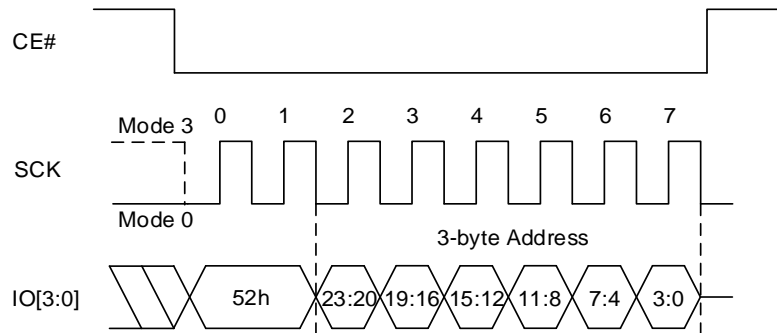 CE#
Mode 3
0 1 2 3 4 5 6 7
SCK
Mode 0
3-byte Address
IO[3:0]
52h 23:20 19:16 15:12 11:8 7:4 3:0